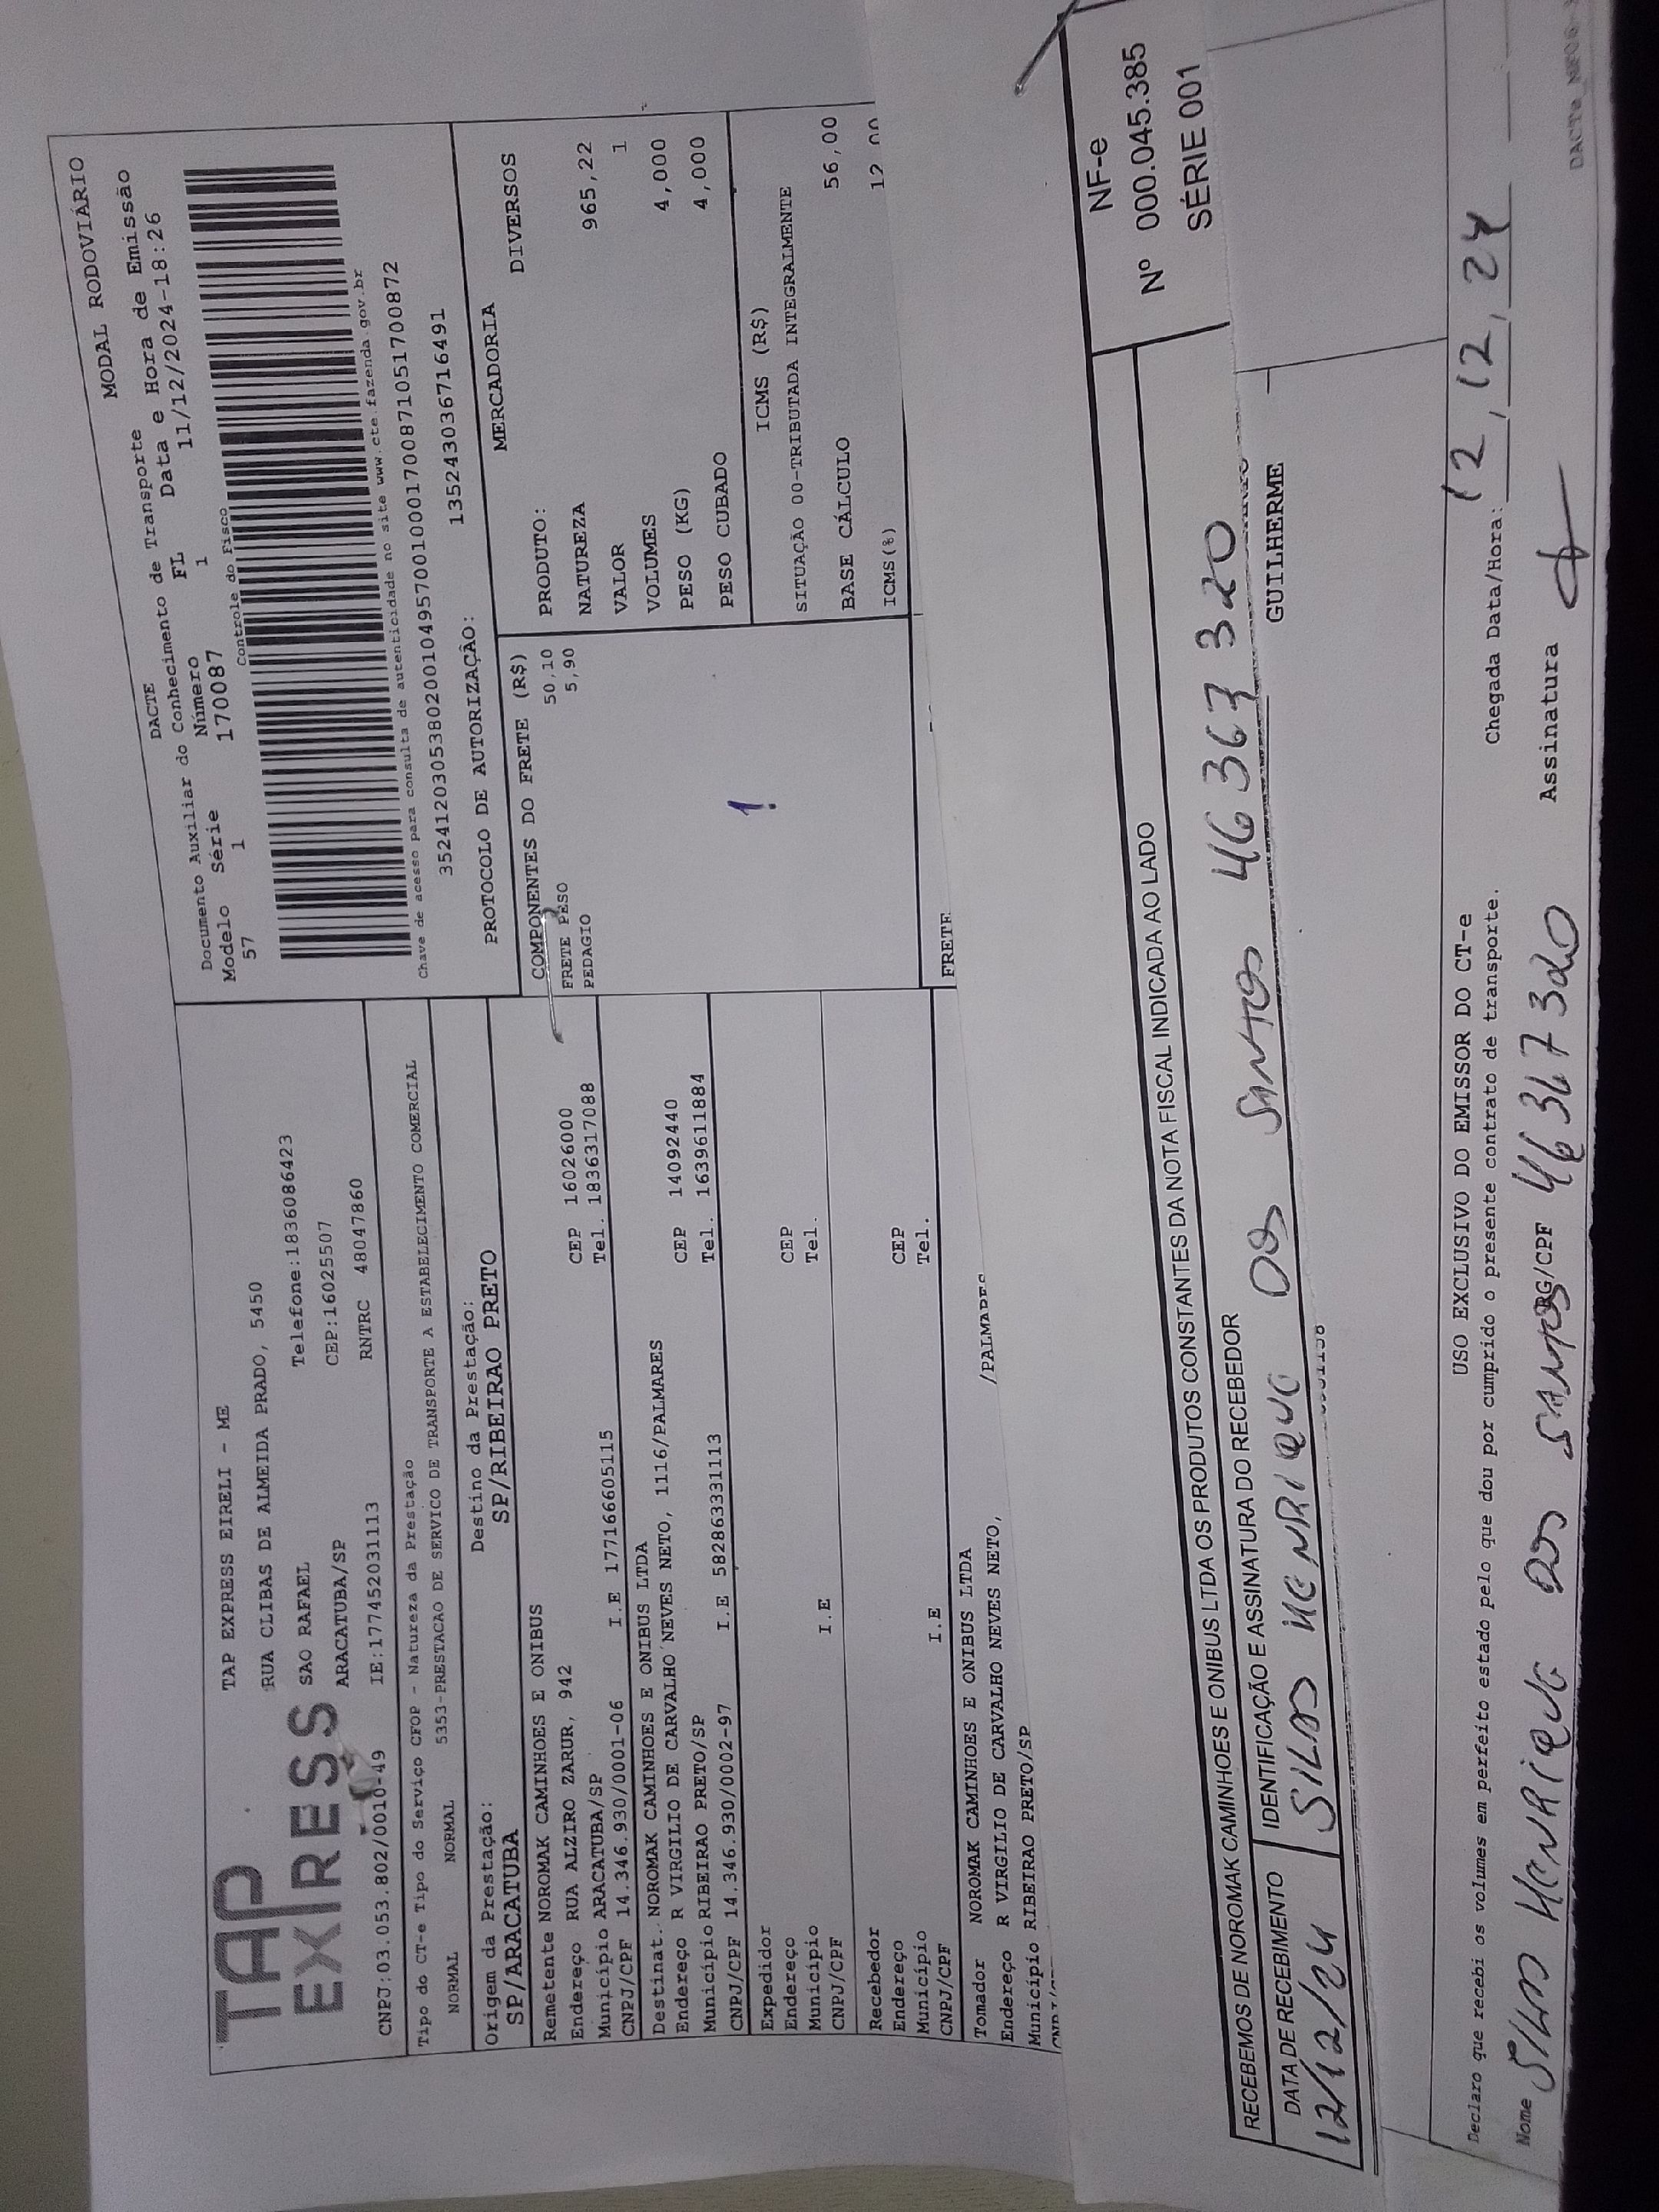 TAP
EXPRESS
TAP EXPRESS EIRELI - ME
RUA CLIBAS DE ALMEIDA PRADO, 5450
SAO RAFAEL Telefone:1836086423
ARACATUBA/SP CEP:16025507
CNPJ:03.053.802/0010-49 IE:177452031113 RNTRC 48047860
MODAL RODOVIÁRIO
DACTE
Documento Auxiliar do Conhecimento de Transporte
Modelo Série Número FL Data e Hora de Emissão
57 1 170087 1 11/12/2024-18:26
Controle do Fisco
Chave de acesso para consulta de autenticidade no site www.cte.fazenda.gov.br
35241203053802001049570010001700871051700872
PROTOCOLO DE AUTORIZAÇÃO: 135243036716491
Tipo do CT-e Tipo do Serviço CFOP - Natureza da Prestação
NORMAL NORMAL 5353-PRESTACAO DE SERVICO DE TRANSPORTE A ESTABELECIMENTO COMERCIAL
Origem da Prestação: Destino da Prestação:
SP/ARACATUBA SP/RIBEIRAO PRETO
Remetente NOROMAK CAMINHOES E ONIBUS
Endereço RUA ALZIRO ZARUR, 942 CEP 16026000
Município ARACATUBA/SP Tel. 1836317088
CNPJ/CPF 14.346.930/0001-06 I.E 177166605115
Destinat. NOROMAK CAMINHOES E ONIBUS LTDA
Endereço R VIRGILIO DE CARVALHO NEVES NETO, 1116/PALMARES CEP 14092440
Município RIBEIRAO PRETO/SP Tel. 1639611884
CNPJ/CPF 14.346.930/0002-97 I.E 582863331113
Expedidor
Endereço CEP
Município Tel.
CNPJ/CPF I.E
Recebedor
Endereço CEP
Município Tel.
CNPJ/CPF I.E
Tomador NOROMAK CAMINHOES E ONIBUS LTDA
Endereço R VIRGILIO DE CARVALHO NEVES NETO, /PALMARES
Município RIBEIRAO PRETO/SP
COMPONENTES DO FRETE (R$)
FRETE PESO 50,10
PEDAGIO 5,90
FRETE
MERCADORIA
PRODUTO: DIVERSOS
NATUREZA
VALOR 965,22
VOLUMES 1
PESO (KG) 4,000
PESO CUBADO 4,000
ICMS (R$)
SITUAÇÃO 00-TRIBUTADA INTEGRALMENTE
BASE CÁLCULO 56,00
ICMS(%) 12,00
RECEBEMOS DE NOROMAK CAMINHOES E ONIBUS LTDA OS PRODUTOS CONSTANTES DA NOTA FISCAL INDICADA AO LADO
DATA DE RECEBIMENTO IDENTIFICAÇÃO E ASSINATURA DO RECEBEDOR
12/12/24 SILAS HENRIQUE DOS SANTOS 46367320
NF-e
Nº 000.045.385
SÉRIE 001
GUILHERME
USO EXCLUSIVO DO EMISSOR DO CT-e
Declaro que recebi os volumes em perfeito estado pelo que dou por cumprido o presente contrato de transporte.
Chegada Data/Hora: 12, 12, 24
Nome SILAS HENRIQUE DOS SANTOS RG/CPF 46367320 Assinatura